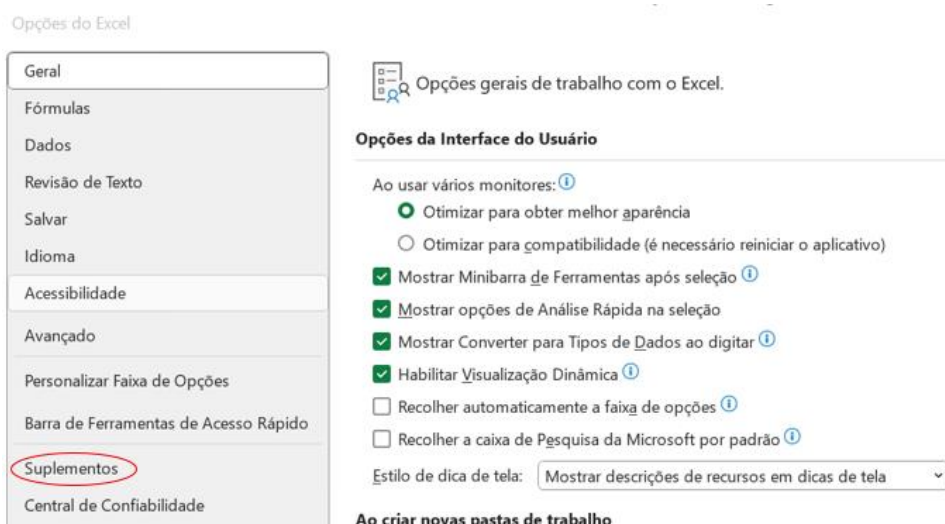 Opções do Excel
Geral
Fórmulas
Dados
Revisão de Texto
Salvar
Idioma
Acessibilidade
Avançado
Personalizar Faixa de Opções
Barra de Ferramentas de Acesso Rápido
Suplementos
Central de Confiabilidade
Opções gerais de trabalho com o Excel.
Opções da Interface do Usuário
Ao usar vários monitores:
Otimizar para obter melhor aparência
Otimizar para compatibilidade (é necessário reiniciar o aplicativo)
Mostrar Minibarra de Ferramentas após seleção
Mostrar opções de Análise Rápida na seleção
Mostrar Converter para Tipos de Dados ao digitar
Habilitar Visualização Dinâmica
Recolher automaticamente a faixa de opções
Recolher a caixa de Pesquisa da Microsoft por padrão
Estilo de dica de tela: Mostrar descrições de recursos em dicas de tela
Ao criar novas pastas de trabalho